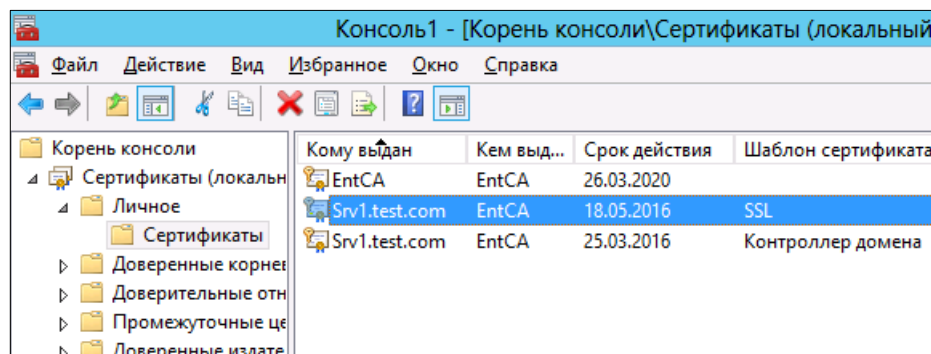 Консоль1 - [Корень консоли\Сертификаты (локальный
Файл Действие Вид Избранное Окно Справка
Корень консоли
Сертификаты (локальн
Личное
Сертификаты
Доверенные корнев
Доверительные отн
Промежуточные це
Доверенные издате
Кому выдан Кем выд... Срок действия Шаблон сертификата
EntCA EntCA 26.03.2020
Srv1.test.com EntCA 18.05.2016 SSL
Srv1.test.com EntCA 25.03.2016 Контроллер домена